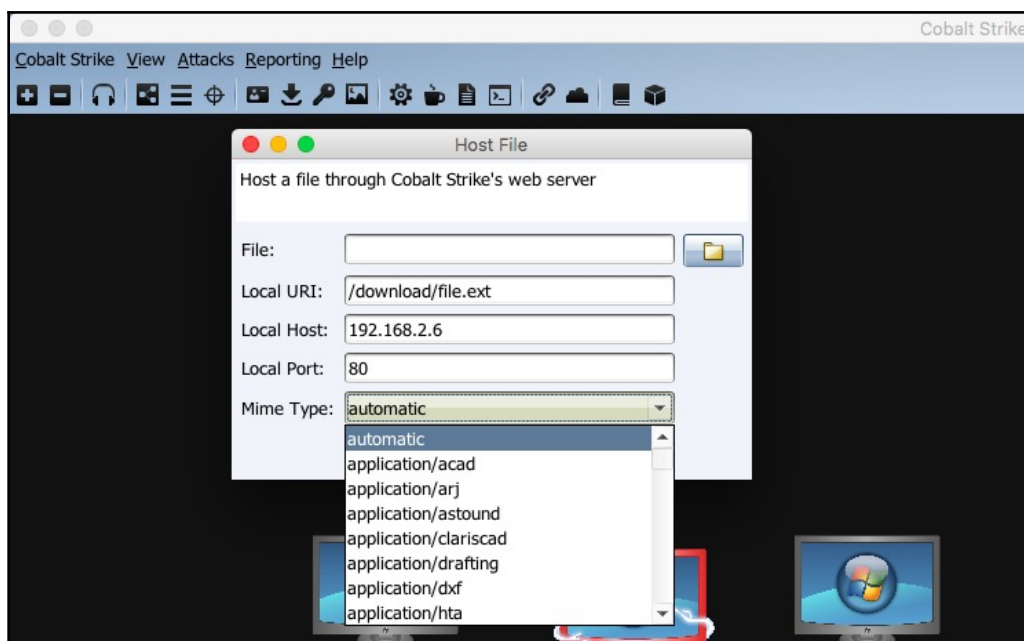 Cobalt Strike
Cobalt Strike View Attacks Reporting Help
Host File
Host a file through Cobalt Strike's web server
File:
Local URI: /download/file.ext
Local Host: 192.168.2.6
Local Port: 80
Mime Type: automatic
automatic
application/acad
application/arj
application/astound
application/clariscad
application/drafting
application/dxf
application/hta